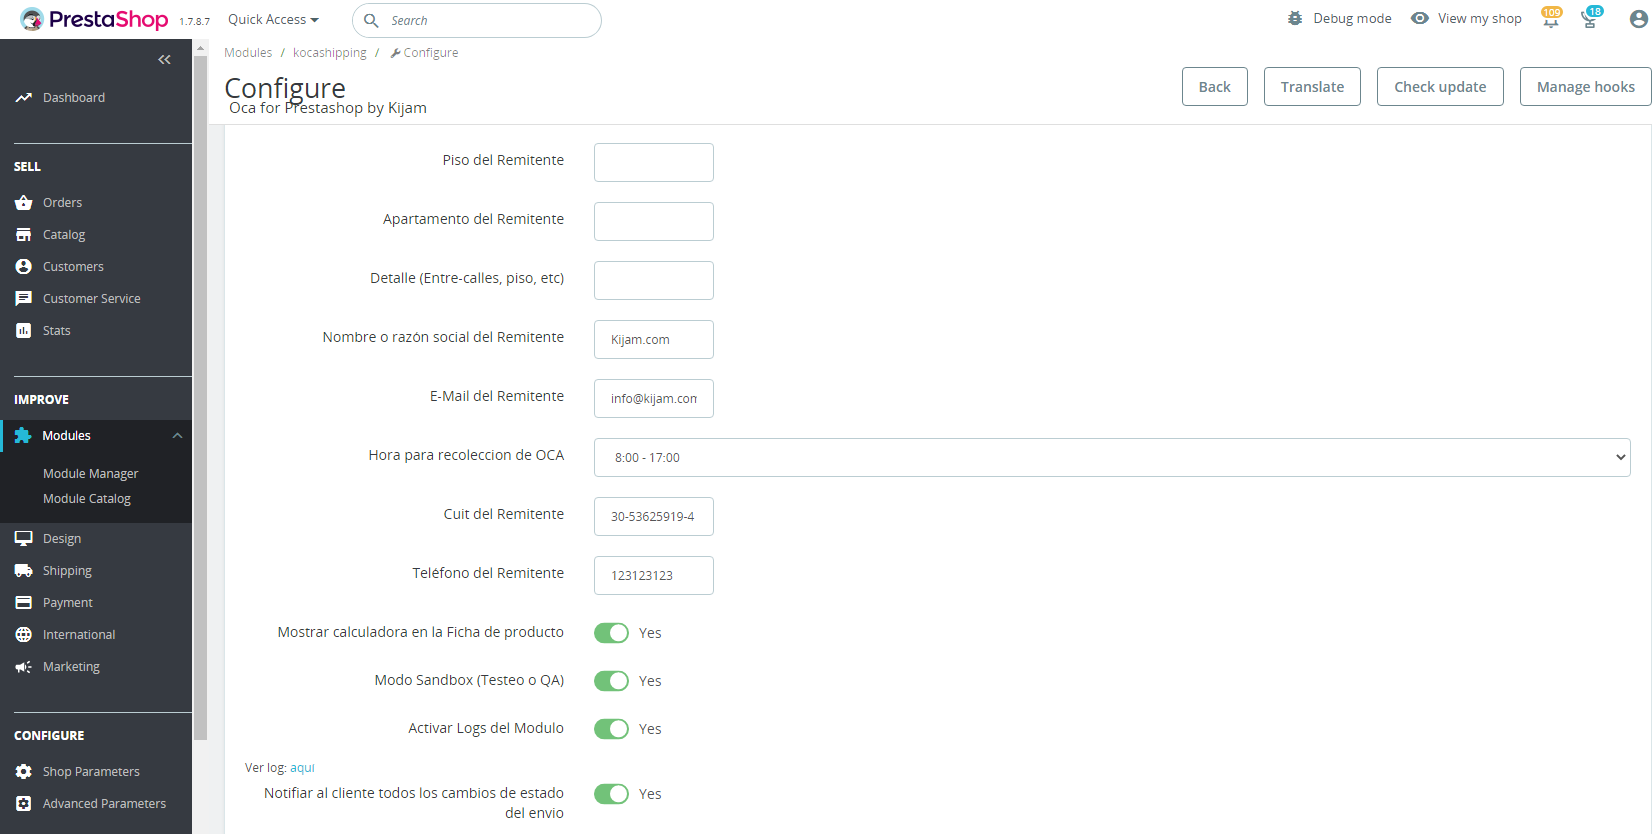 PrestaShop 1.7.8.7 Quick Access Search Debug mode View my shop 109 18
Modules / kocashipping / Configure
Configure
Oca for Prestashop by Kijam
Back Translate Check update Manage hooks
Dashboard
SELL
Orders
Catalog
Customers
Customer Service
Stats
IMPROVE
Modules
Module Manager
Module Catalog
Design
Shipping
Payment
International
Marketing
CONFIGURE
Shop Parameters
Advanced Parameters
Piso del Remitente
Apartamento del Remitente
Detalle (Entre-calles, piso, etc)
Nombre o razón social del Remitente Kijam.com
E-Mail del Remitente info@kijam.com
Hora para recoleccion de OCA 8:00 - 17:00
Cuit del Remitente 30-53625919-4
Teléfono del Remitente 123123123
Mostrar calculadora en la Ficha de producto Yes
Modo Sandbox (Testeo o QA) Yes
Activar Logs del Modulo Yes
Ver log: aqui
Notifiar al cliente todos los cambios de estado Yes
del envio